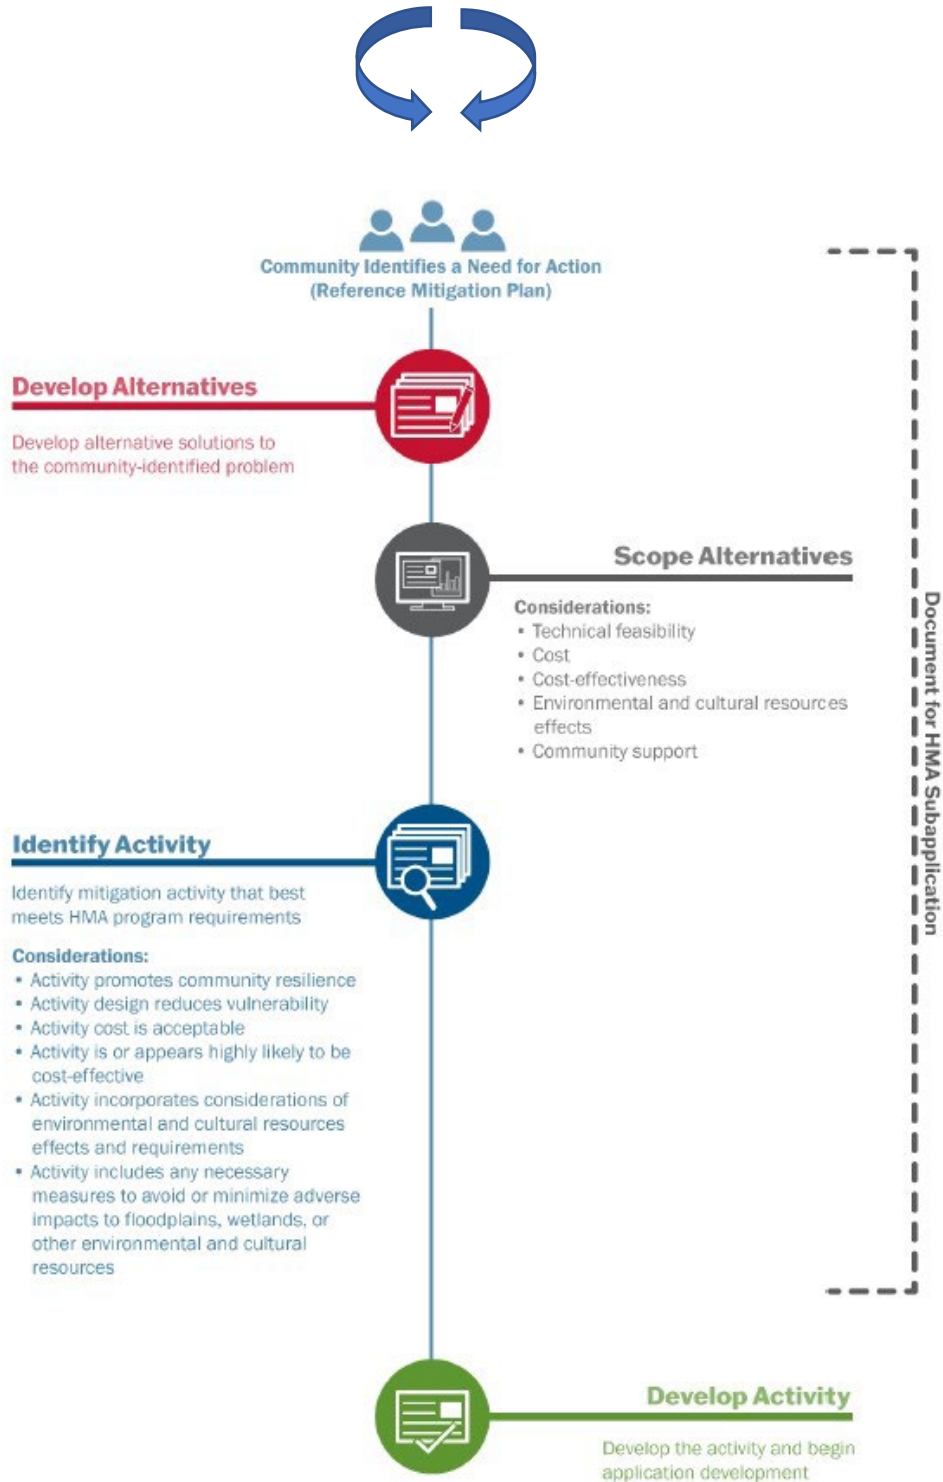 Community Identifies a Need for Action
(Reference Mitigation Plan)
Develop Alternatives
Develop alternative solutions to
the community-identified problem
Scope Alternatives
Considerations:
• Technical feasibility
• Cost
• Cost-effectiveness
• Environmental and cultural resources
effects
• Community support
Identify Activity
Identify mitigation activity that best
meets HMA program requirements
Considerations:
• Activity promotes community resilience
• Activity design reduces vulnerability
• Activity cost is acceptable
• Activity is or appears highly likely to be
cost-effective
• Activity incorporates considerations of
environmental and cultural resources
effects and requirements
• Activity includes any necessary
measures to avoid or minimize adverse
impacts to floodplains, wetlands, or
other environmental and cultural
resources
Document for HMA Subapplication
Develop Activity
Develop the activity and begin
application development